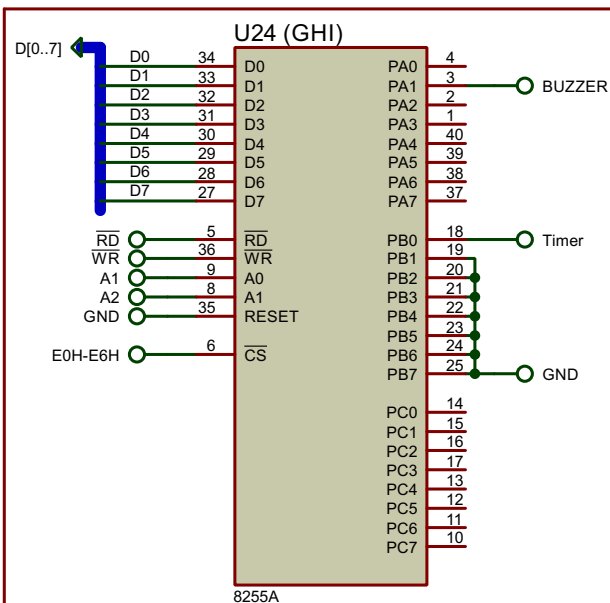 U24 (GHI)
D[0..7]
D0 34 D0 PA0 4
D1 33 D1 PA1 3 BUZZER
D2 32 D2 PA2 2
D3 31 D3 PA3 1
D4 30 D4 PA4 40
D5 29 D5 PA5 39
D6 28 D6 PA6 38
D7 27 D7 PA7 37
RD 5 RD PB0 18 Timer
WR 36 WR PB1 19
A1 9 A0 PB2 20
A2 8 A1 PB3 21
GND 35 RESET PB4 22
PB5 23
E0H-E6H 6 CS PB6 24
PB7 25 GND
PC0 14
PC1 15
PC2 16
PC3 17
PC4 13
PC5 12
PC6 11
PC7 10
8255A